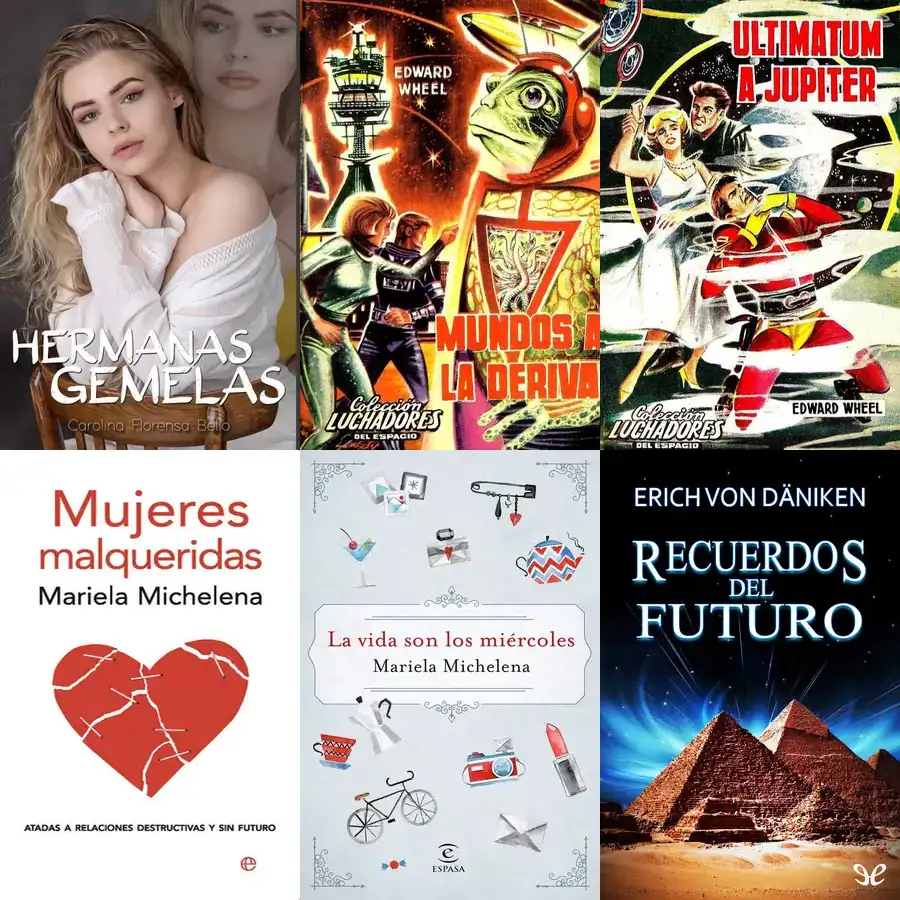 HERMANAS
GEMELAS
Carolina Florensa Bello
EDWARD
WHEEL
MUNDOS A
LA DERIVA
Colección
LUCHADORES
DEL ESPACIO
ULTIMATUM
A JUPITER
Colección
LUCHADORES
DEL ESPACIO
EDWARD WHEEL
Mujeres
malqueridas
Mariela Michelena
ATADAS A RELACIONES DESTRUCTIVAS Y SIN FUTURO
e
La vida son los miércoles
Mariela Michelena
e
ESPASA
ERICH VON DÄNIKEN
RECUERDOS
DEL
FUTURO